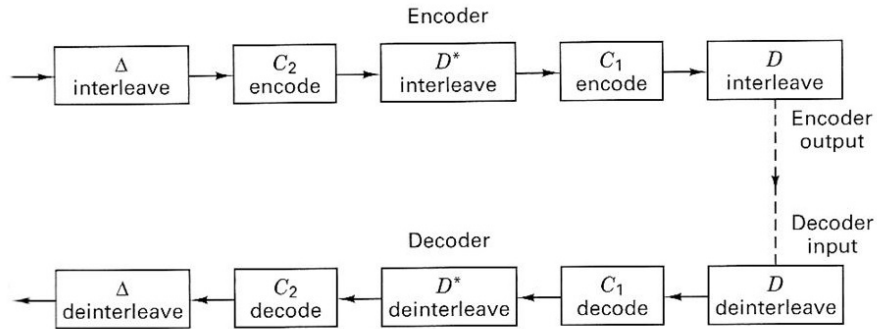 Encoder
Δ
interleave
C2
encode
D*
interleave
C1
encode
D
interleave
Encoder
output
Decoder
input
Decoder
Δ
deinterleave
C2
decode
D*
deinterleave
C1
decode
D
deinterleave